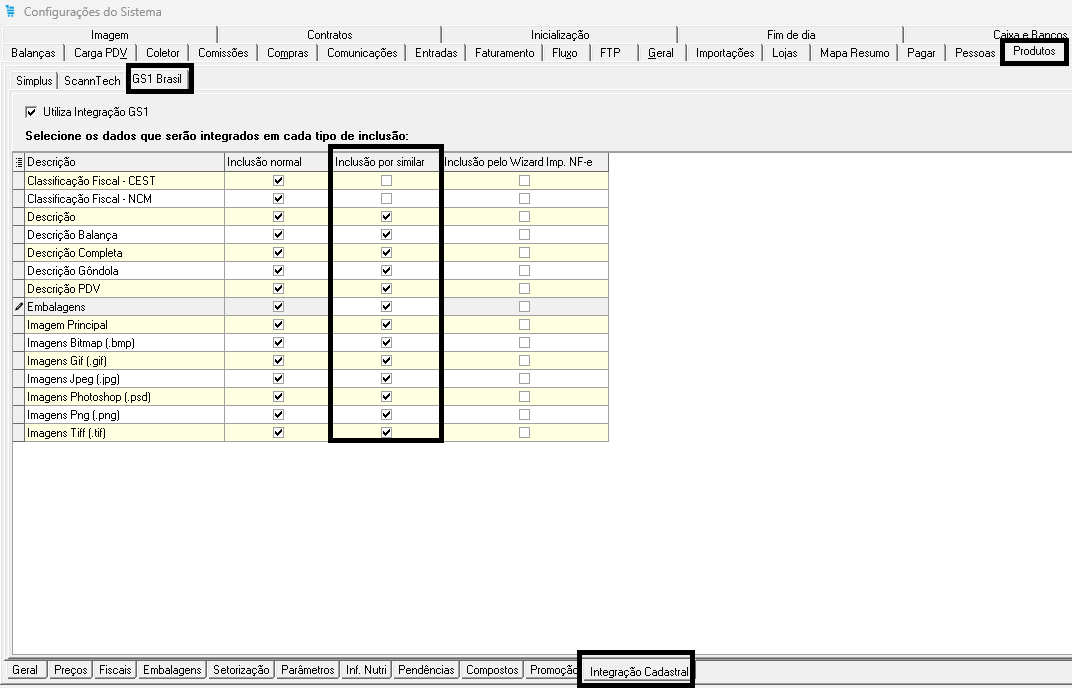 Configurações do Sistema
Imagem Contratos Inicialização Fim de dia Caixa e Bancos
Balanças Carga PDV Coletor Comissões Compras Comunicações Entradas Faturamento Fluxo FTP Geral Importações Lojas Mapa Resumo Pagar Pessoas Produtos
Simplus ScannTech GS1 Brasil
Utiliza Integração GS1
Selecione os dados que serão integrados em cada tipo de inclusão:
Descrição Inclusão normal Inclusão por similar Inclusão pelo Wizard Imp. NF-e
Classificação Fiscal - CEST
Classificação Fiscal - NCM
Descrição
Descrição Balança
Descrição Completa
Descrição Gôndola
Descrição PDV
Embalagens
Imagem Principal
Imagens Bitmap (.bmp)
Imagens Gif (.gif)
Imagens Jpeg (.jpg)
Imagens Photoshop (.psd)
Imagens Png (.png)
Imagens Tiff (.tif)
Geral Preços Fiscais Embalagens Setorização Parâmetros Inf. Nutri Pendências Compostos Promoção Integração Cadastral